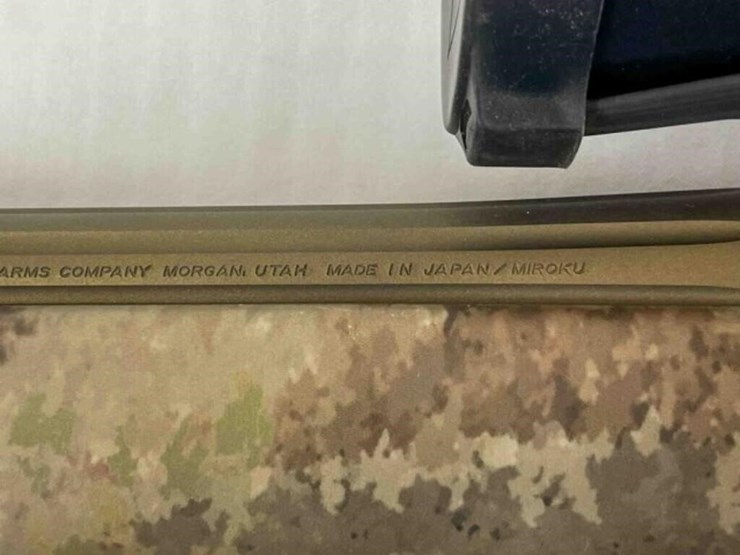 ARMS COMPANY MORGAN, UTAH MADE IN JAPAN/MIROKU